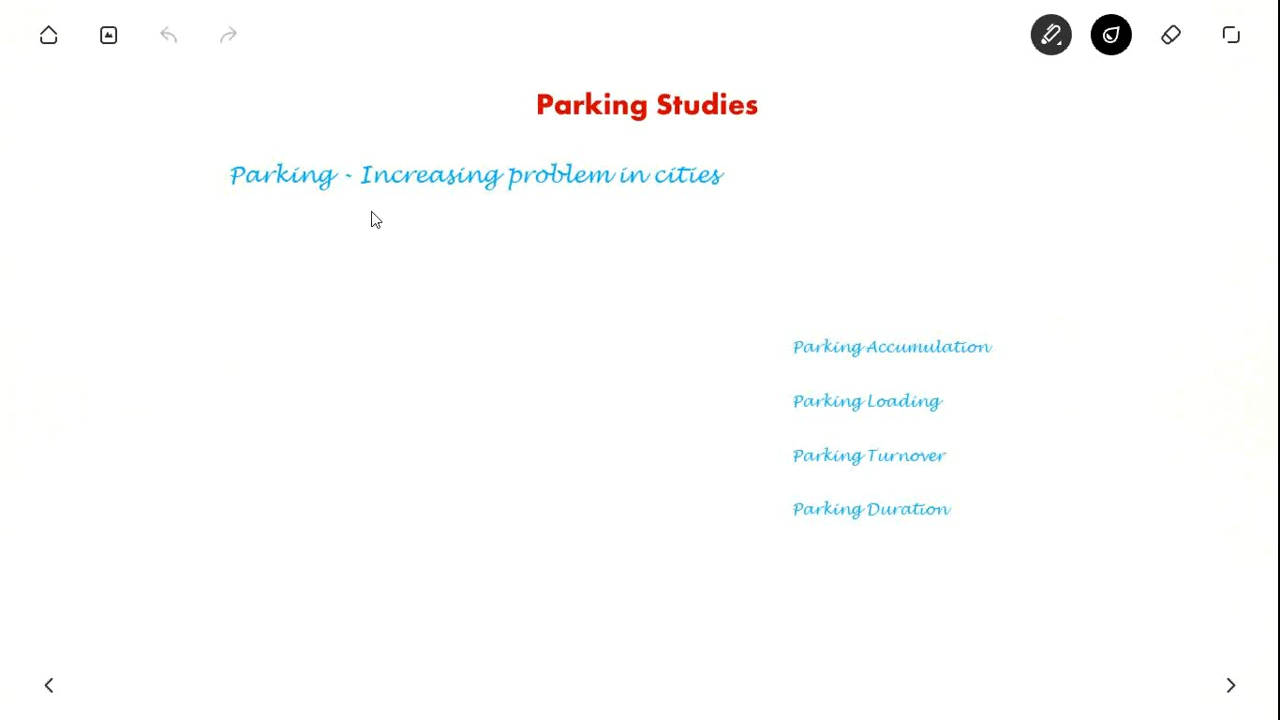 Parking Studies
Parking - Increasing problem in cities
Parking Accumulation
Parking Loading
Parking Turnover
Parking Duration